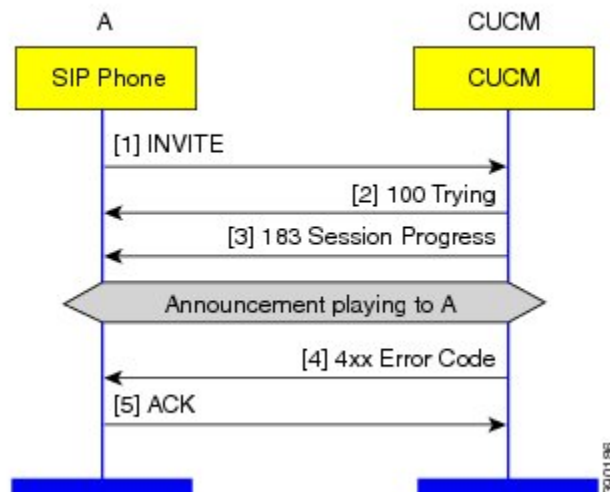 A
CUCM
SIP Phone
CUCM
[1] INVITE
[2] 100 Trying
[3] 183 Session Progress
Announcement playing to A
[4] 4xx Error Code
[5] ACK